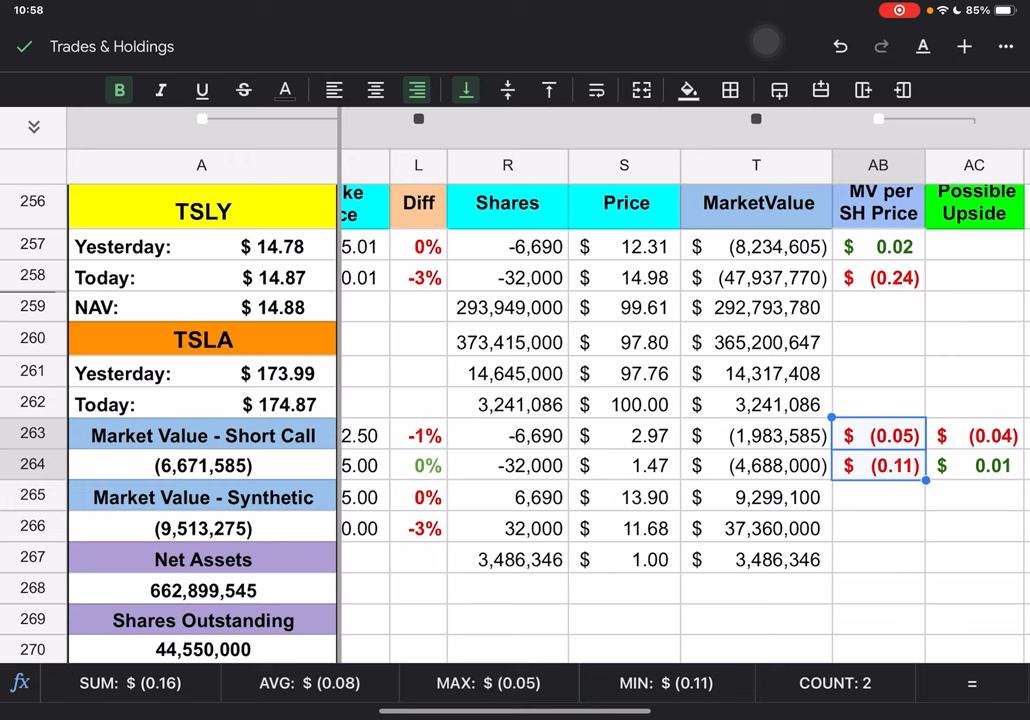 10:58 85%
Trades & Holdings A
B I U S A
A L R S T AB AC
256 TSLY ke ce Diff Shares Price MarketValue MV per SH Price Possible Upside
257 Yesterday: $ 14.78 5.01 0% -6,690 $ 12.31 $ (8,234,605) $ 0.02
258 Today: $ 14.87 0.01 -3% -32,000 $ 14.98 $ (47,937,770) $ (0.24)
259 NAV: $ 14.88 293,949,000 $ 99.61 $ 292,793,780
260 TSLA 373,415,000 $ 97.80 $ 365,200,647
261 Yesterday: $ 173.99 14,645,000 $ 97.76 $ 14,317,408
262 Today: $ 174.87 3,241,086 $ 100.00 $ 3,241,086
263 Market Value - Short Call 2.50 -1% -6,690 $ 2.97 $ (1,983,585) $ (0.05) $ (0.04)
264 (6,671,585) 5.00 0% -32,000 $ 1.47 $ (4,688,000) $ (0.11) $ 0.01
265 Market Value - Synthetic 5.00 0% 6,690 $ 13.90 $ 9,299,100
266 (9,513,275) 0.00 -3% 32,000 $ 11.68 $ 37,360,000
267 Net Assets 3,486,346 $ 1.00 $ 3,486,346
268 662,899,545
269 Shares Outstanding
270 44,550,000
fx SUM: $ (0.16) AVG: $ (0.08) MAX: $ (0.05) MIN: $ (0.11) COUNT: 2 =